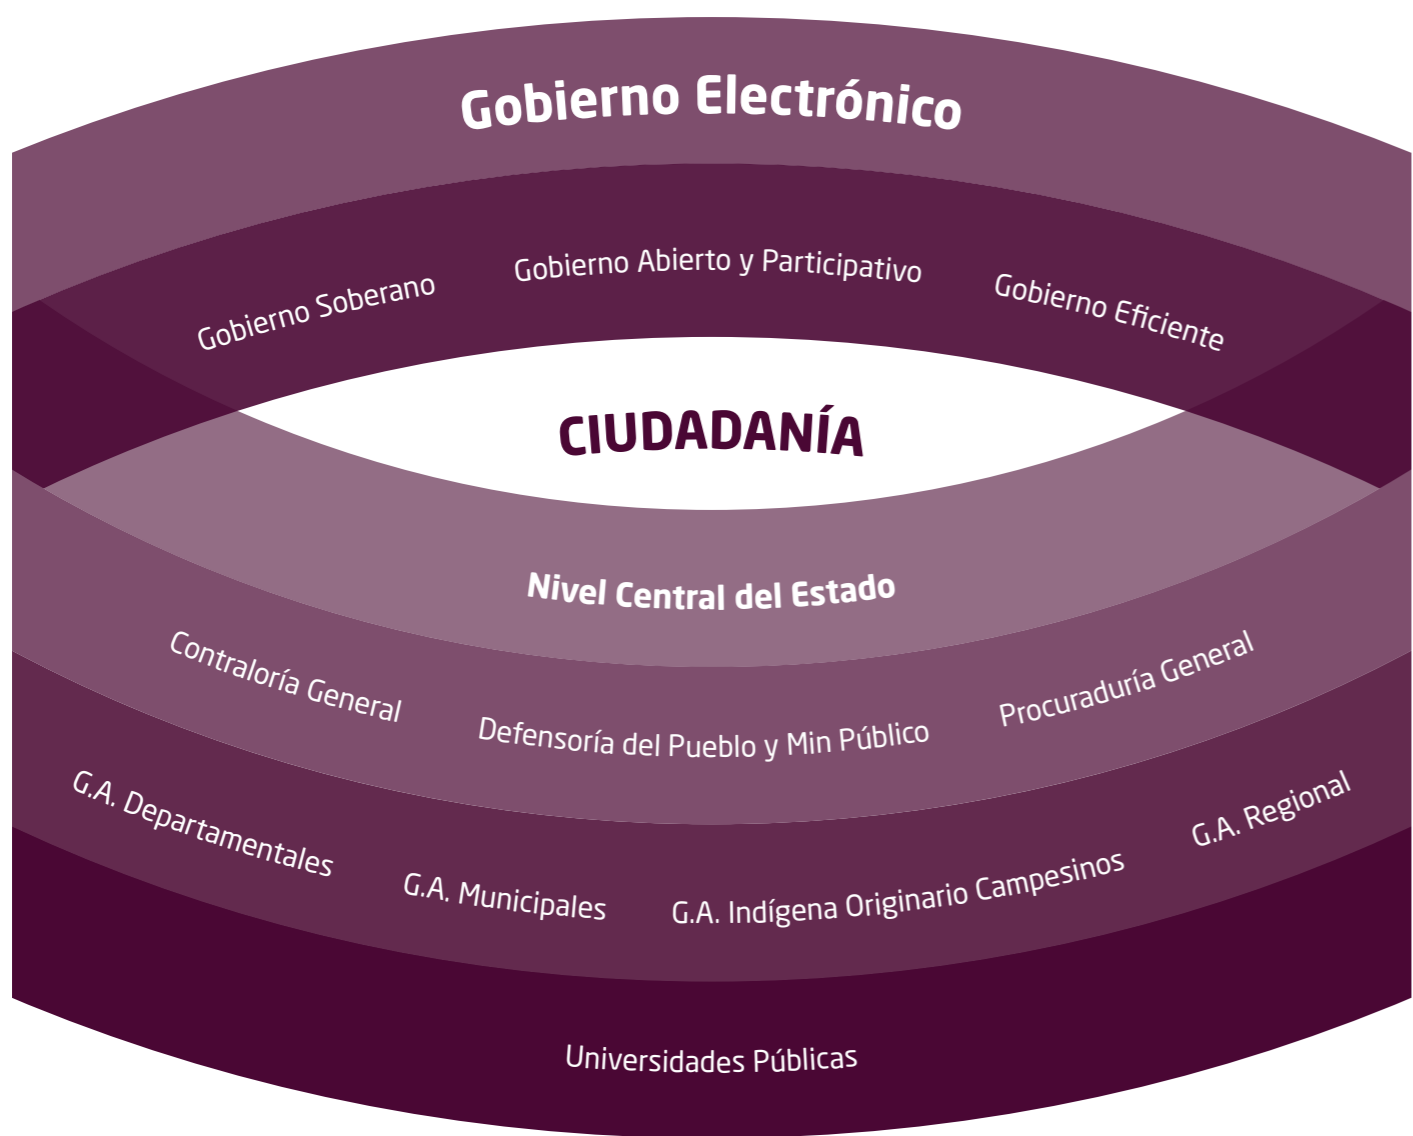 Gobierno Electrónico
Gobierno Soberano
Gobierno Abierto y Participativo
Gobierno Eficiente
CIUDADANÍA
Nivel Central del Estado
Contraloría General
Defensoría del Pueblo y Min Público
Procuraduría General
G.A. Departamentales
G.A. Municipales
G.A. Indígena Originario Campesinos
G.A. Regional
Universidades Públicas